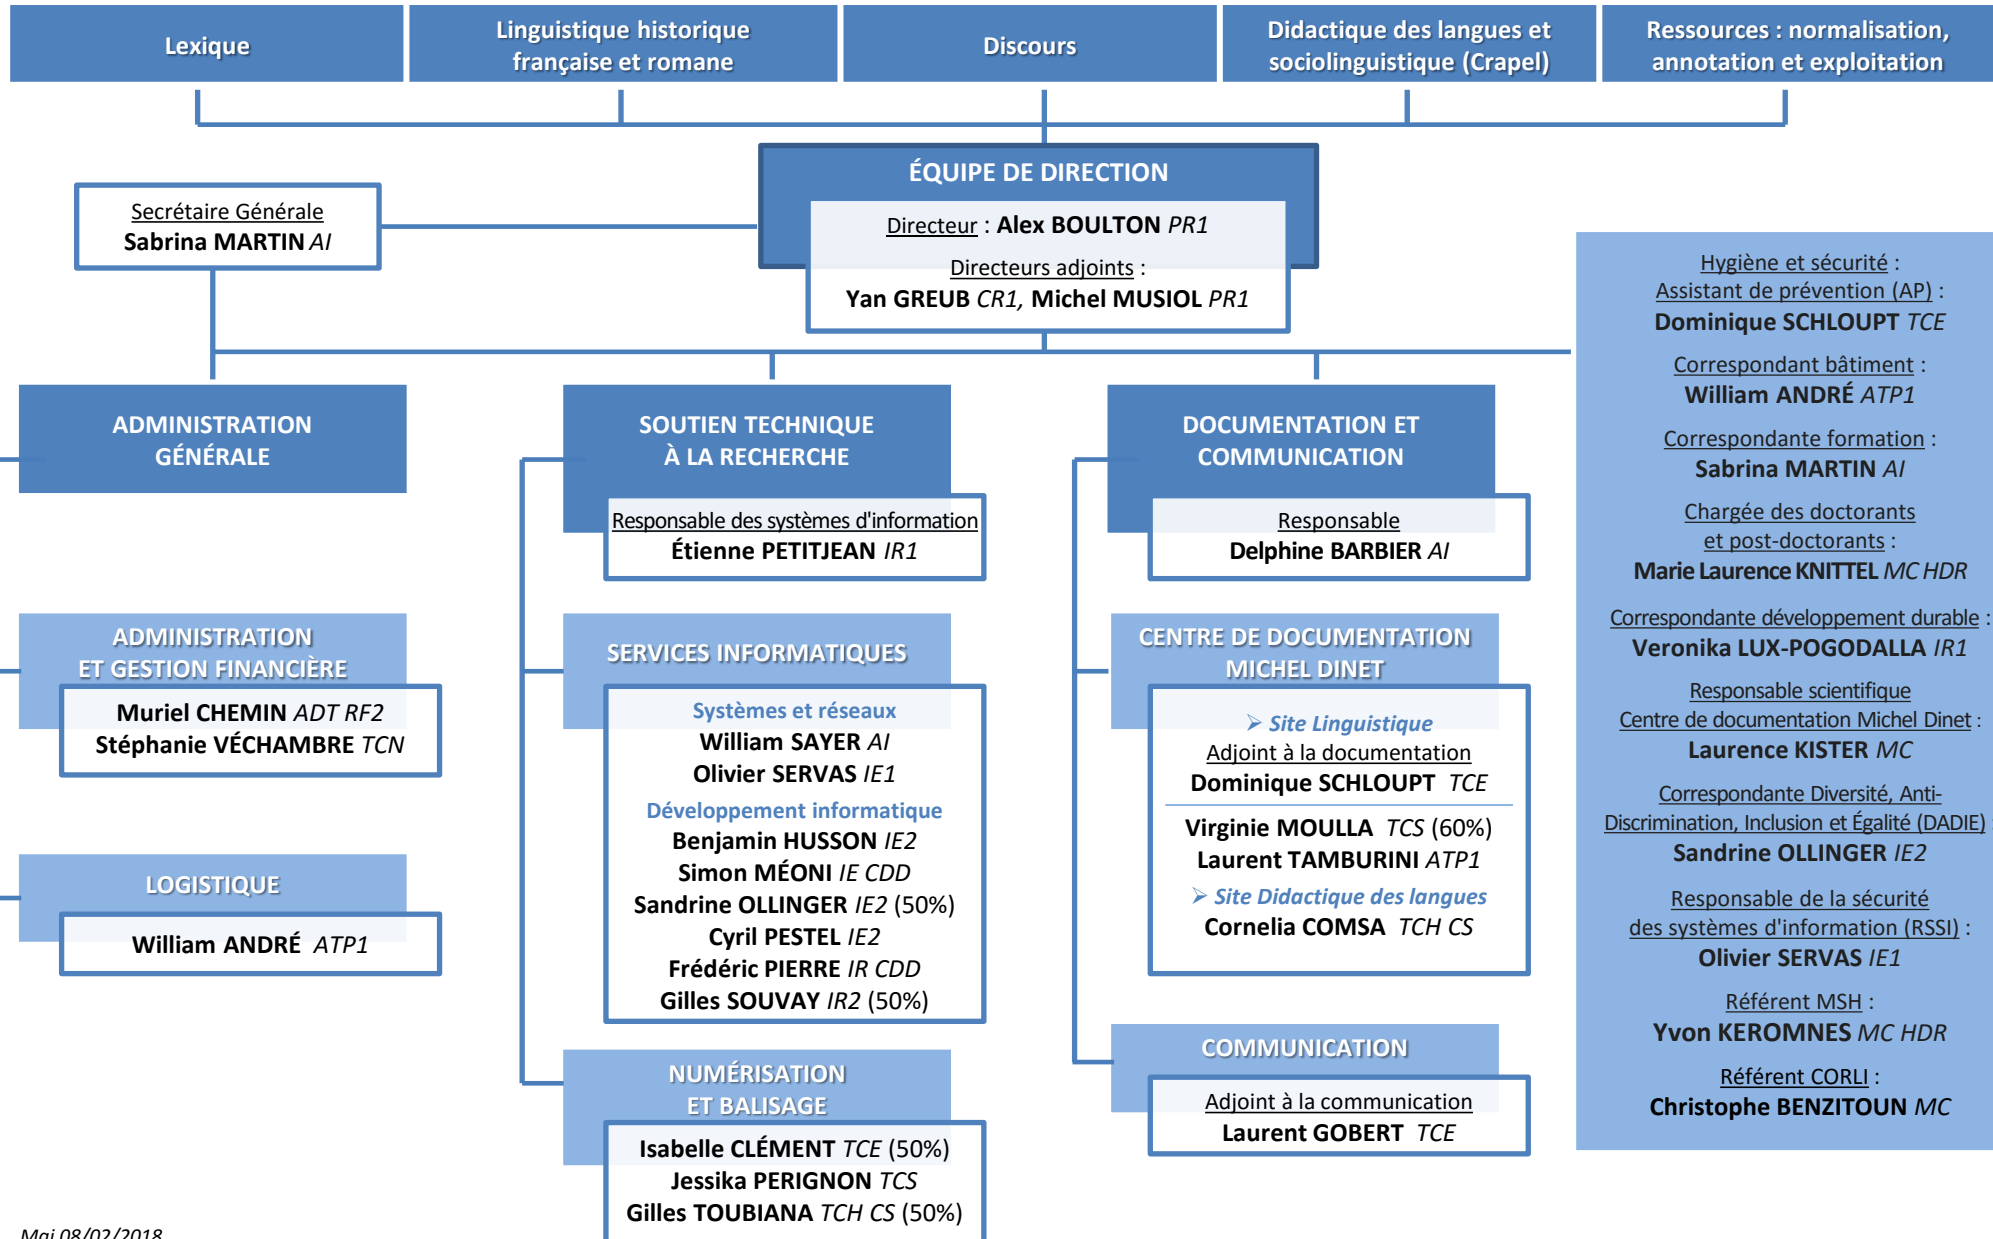 Lexique
Linguistique historique
française et romane
Discours
Didactique des langues et
sociolinguistique (Crapel)
Ressources : normalisation,
annotation et exploitation
ÉQUIPE DE DIRECTION
Directeur : Alex BOULTON PR1
Directeurs adjoints :
Yan GREUB CR1, Michel MUSIOL PR1
Secrétaire Générale
Sabrina MARTIN AI
ADMINISTRATION
GÉNÉRALE
ADMINISTRATION
ET GESTION FINANCIÈRE
Muriel CHEMIN ADT RF2
Stéphanie VÉCHAMBRE TCN
LOGISTIQUE
William ANDRÉ ATP1
SOUTIEN TECHNIQUE
À LA RECHERCHE
Responsable des systèmes d'information
Étienne PETITJEAN IR1
SERVICES INFORMATIQUES
Systèmes et réseaux
William SAYER AI
Olivier SERVAS IE1
Développement informatique
Benjamin HUSSON IE2
Simon MÉONI IE CDD
Sandrine OLLINGER IE2 (50%)
Cyril PESTEL IE2
Frédéric PIERRE IR CDD
Gilles SOUVAY IR2 (50%)
NUMÉRISATION
ET BALISAGE
Isabelle CLÉMENT TCE (50%)
Jessika PERIGNON TCS
Gilles TOUBIANA TCH CS (50%)
DOCUMENTATION ET
COMMUNICATION
Responsable
Delphine BARBIER AI
CENTRE DE DOCUMENTATION
MICHEL DINET
➢ Site Linguistique
Adjoint à la documentation
Dominique SCHLOUPT TCE
Virginie MOULLA TCS (60%)
Laurent TAMBURINI ATP1
➢ Site Didactique des langues
Cornelia COMSA TCH CS
COMMUNICATION
Adjoint à la communication
Laurent GOBERT TCE
Hygiène et sécurité :
Assistant de prévention (AP) :
Dominique SCHLOUPT TCE
Correspondant bâtiment :
William ANDRÉ ATP1
Correspondante formation :
Sabrina MARTIN AI
Chargée des doctorants
et post-doctorants :
Marie Laurence KNITTEL MC HDR
Correspondante développement durable :
Veronika LUX-POGODALLA IR1
Responsable scientifique
Centre de documentation Michel Dinet :
Laurence KISTER MC
Correspondante Diversité, Anti-
Discrimination, Inclusion et Égalité (DADIE) :
Sandrine OLLINGER IE2
Responsable de la sécurité
des systèmes d'information (RSSI) :
Olivier SERVAS IE1
Référent MSH :
Yvon KEROMNES MC HDR
Référent CORLI :
Christophe BENZITOUN MC
Maj 08/02/2018